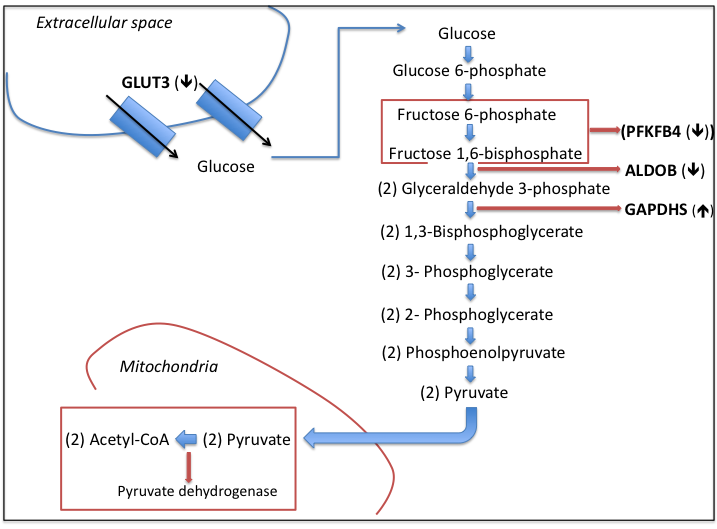 Extracellular space
GLUT3 (🡻)
Glucose
Glucose
Glucose 6-phosphate
Fructose 6-phosphate
(PFKFB4 (🡻))
Fructose 1,6-bisphosphate
ALDOB (🡻)
(2) Glyceraldehyde 3-phosphate
GAPDHS (🡹)
(2) 1,3-Bisphosphoglycerate
(2) 3- Phosphoglycerate
(2) 2- Phosphoglycerate
(2) Phosphoenolpyruvate
(2) Pyruvate
Mitochondria
(2) Acetyl-CoA
(2) Pyruvate
Pyruvate dehydrogenase